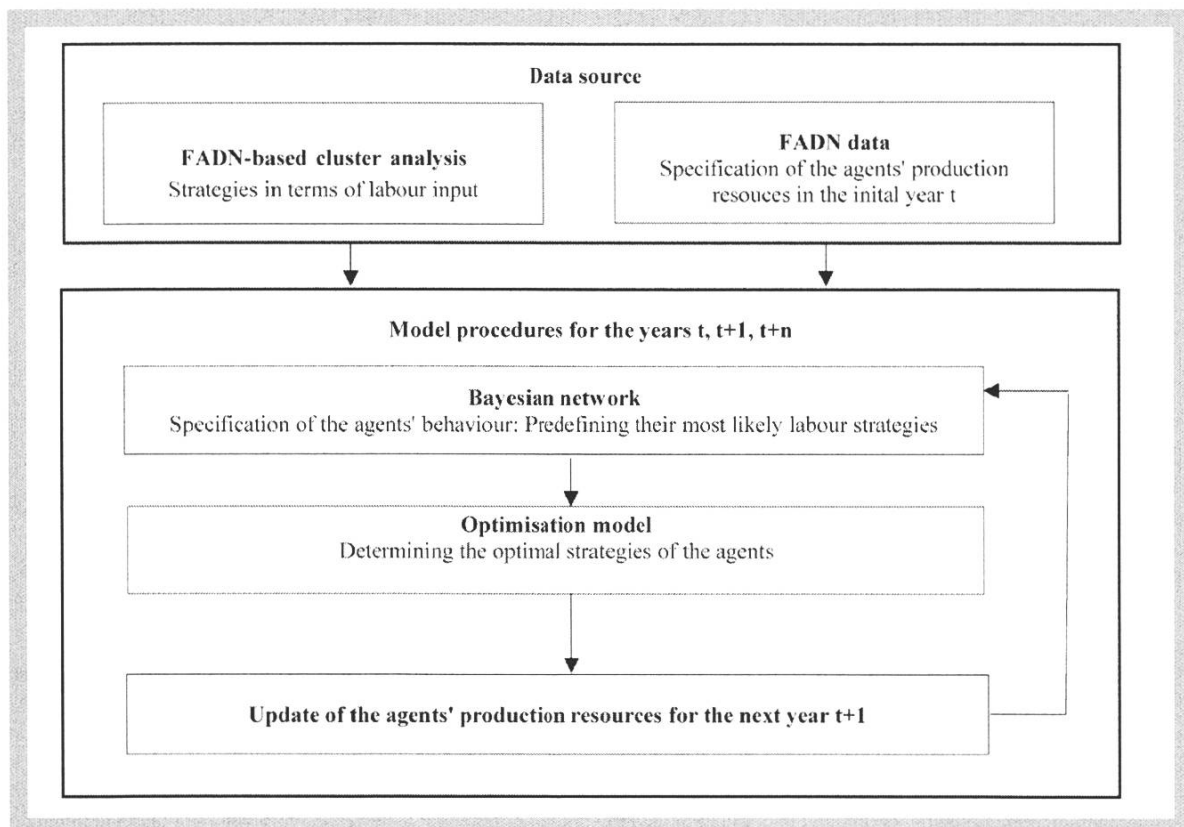 Data source
FADN-based cluster analysis
Strategies in terms of labour input
FADN data
Specification of the agents' production
resouces in the inital year t
Model procedures for the years t, t+1, t+n
Bayesian network
Specification of the agents' behaviour: Predefining their most likely labour strategies
Optimisation model
Determining the optimal strategies of the agents
Update of the agents' production resources for the next year t+1